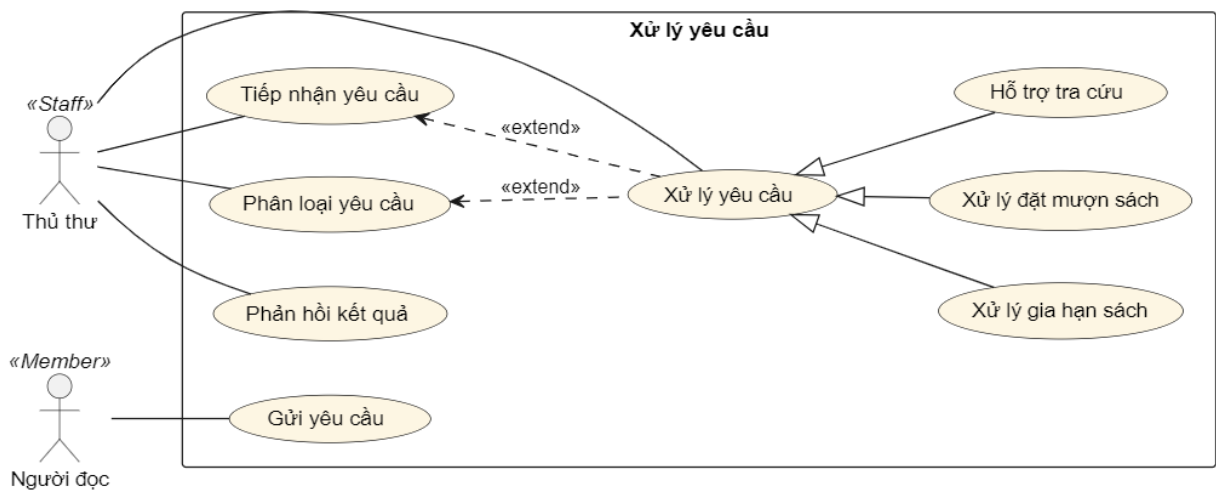 Xử lý yêu cầu
«Staff»
Thủ thư
Tiếp nhận yêu cầu
«extend»
Phân loại yêu cầu
«extend»
Xử lý yêu cầu
Hỗ trợ tra cứu
Xử lý đặt mượn sách
Xử lý gia hạn sách
Phản hồi kết quả
«Member»
Người đọc
Gửi yêu cầu